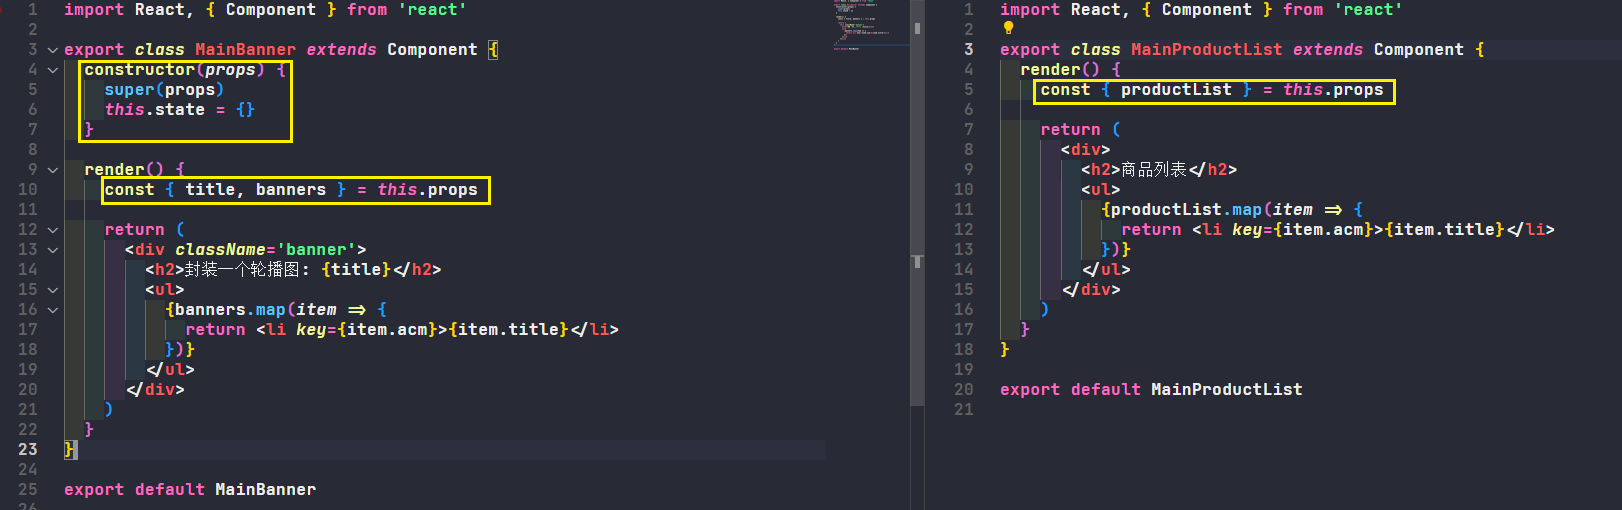 1 import React, { Component } from 'react'
2
3 export class MainBanner extends Component {
4 constructor(props) {
5 super(props)
6 this.state = {}
7 }
8
9 render() {
10 const { title, banners } = this.props
11
12 return (
13 <div className='banner'>
14 <h2>封装一个轮播图: {title}</h2>
15 <ul>
16 {banners.map(item => {
17 return <li key={item.acm}>{item.title}</li>
18 })}
19 </ul>
20 </div>
21 )
22 }
23 }
24
25 export default MainBanner
26
1 import React, { Component } from 'react'
2
3 export class MainProductList extends Component {
4 render() {
5 const { productList } = this.props
6
7 return (
8 <div>
9 <h2>商品列表</h2>
10 <ul>
11 {productList.map(item => {
12 return <li key={item.acm}>{item.title}</li>
13 })}
14 </ul>
15 </div>
16 )
17 }
18 }
19
20 export default MainProductList
21